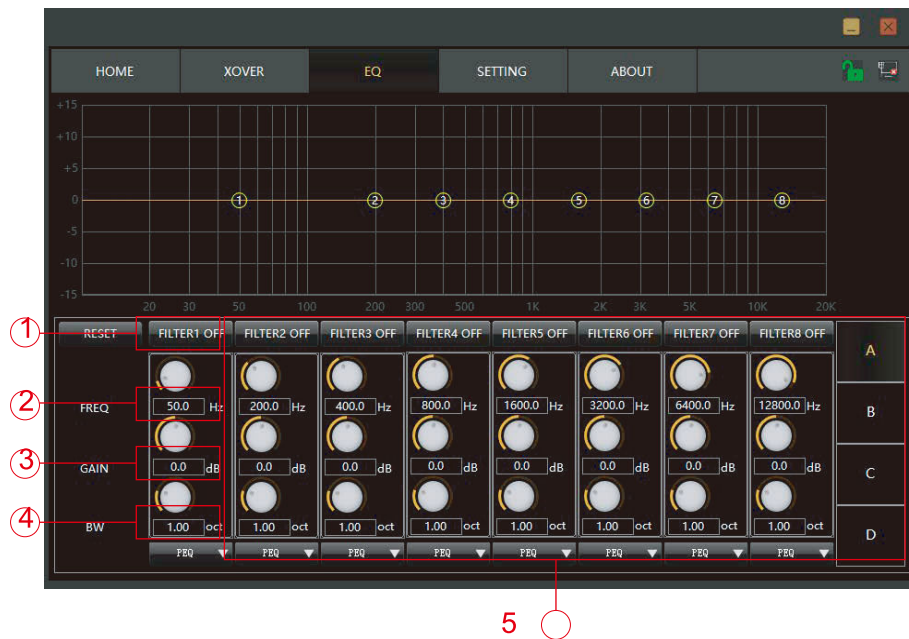 HOME XOVER EQ SETTING ABOUT
+15
+10
+5
0
-5
-10
-15
1 2 3 4 5 6 7 8
20 30 50 100 200 300 500 1K 2K 3K 5K 10K 20K
1
RESET FILTER1 OFF FILTER2 OFF FILTER3 OFF FILTER4 OFF FILTER5 OFF FILTER6 OFF FILTER7 OFF FILTER8 OFF
A
2
FREQ 50.0 Hz 200.0 Hz 400.0 Hz 800.0 Hz 1600.0 Hz 3200.0 Hz 6400.0 Hz 12800.0 Hz
B
3
GAIN 0.0 dB 0.0 dB 0.0 dB 0.0 dB 0.0 dB 0.0 dB 0.0 dB 0.0 dB
C
4
BW 1.00 oct 1.00 oct 1.00 oct 1.00 oct 1.00 oct 1.00 oct 1.00 oct 1.00 oct
D
PEQ PEQ PEQ PEQ PEQ PEQ PEQ PEQ
5